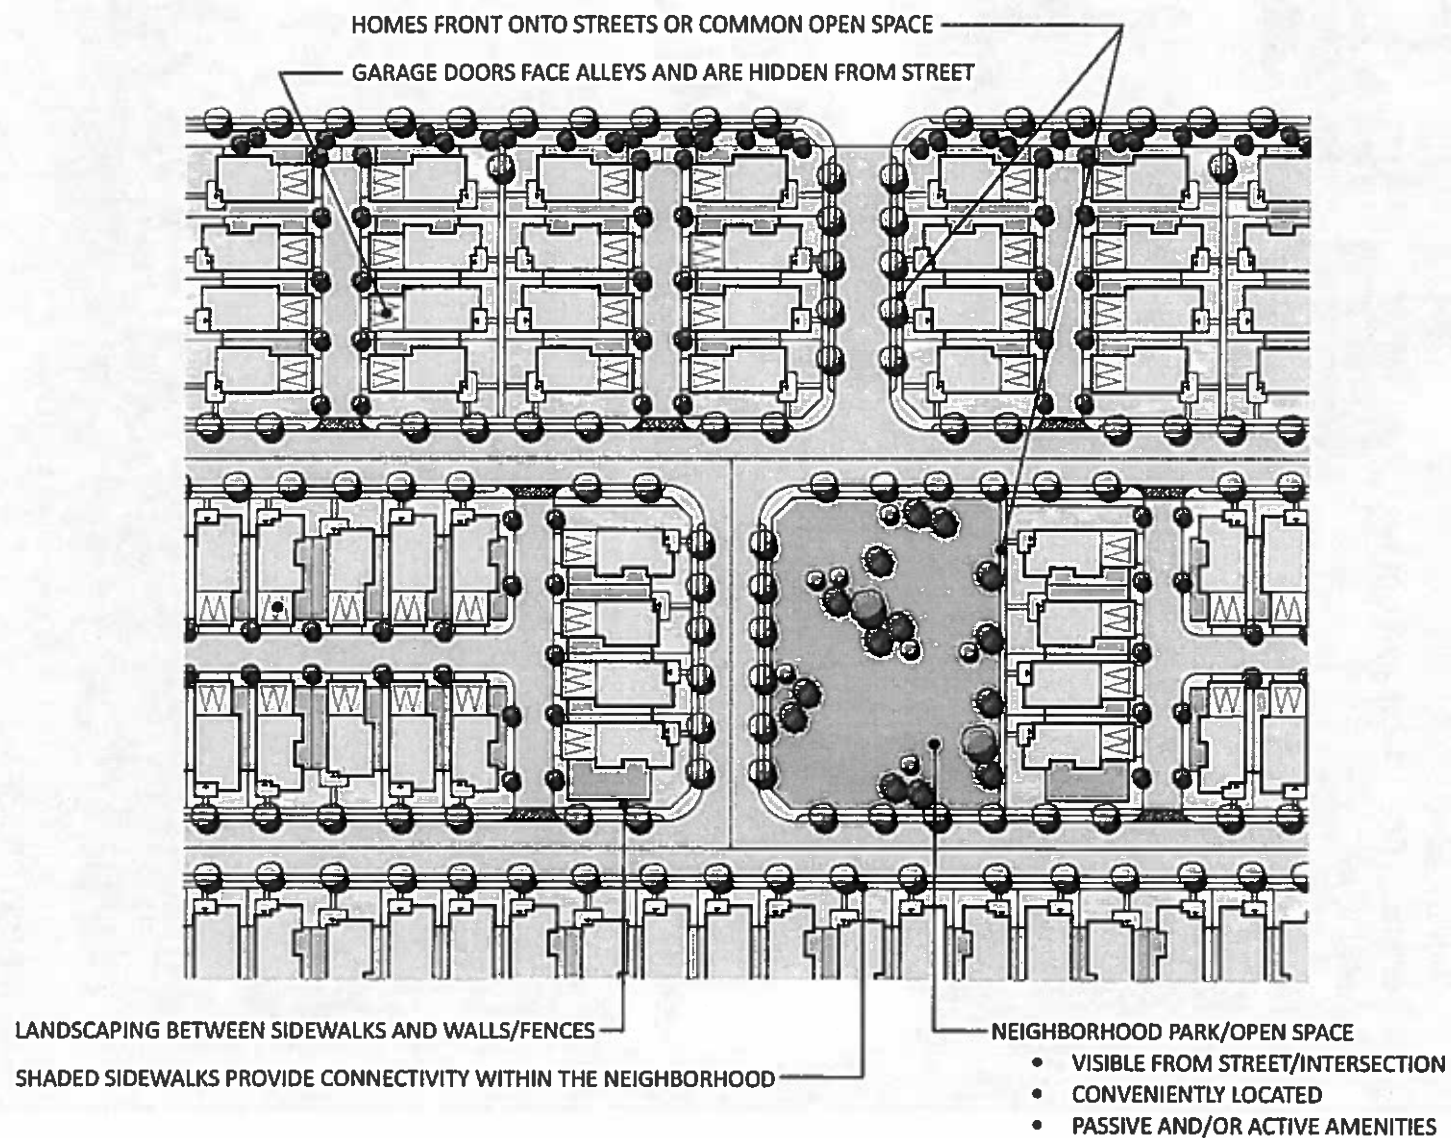 HOMES FRONT ONTO STREETS OR COMMON OPEN SPACE
GARAGE DOORS FACE ALLEYS AND ARE HIDDEN FROM STREET
LANDSCAPING BETWEEN SIDEWALKS AND WALLS/FENCES
SHADED SIDEWALKS PROVIDE CONNECTIVITY WITHIN THE NEIGHBORHOOD
NEIGHBORHOOD PARK/OPEN SPACE
• VISIBLE FROM STREET/INTERSECTION
• CONVENIENTLY LOCATED
• PASSIVE AND/OR ACTIVE AMENITIES